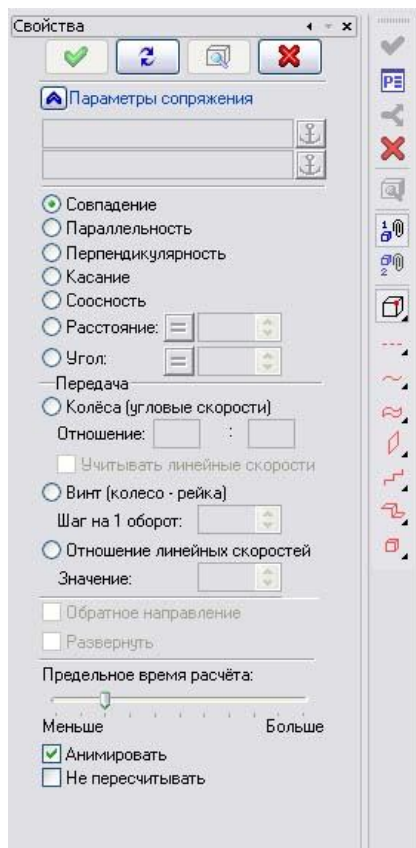 Свойства
Параметры сопряжения
Совпадение
Параллельность
Перпендикулярность
Касание
Соосность
Расстояние: =
Угол: =
Передача
Колёса (угловые скорости)
Отношение: :
Учитывать линейные скорости
Винт (колесо - рейка)
Шаг на 1 оборот:
Отношение линейных скоростей
Значение:
Обратное направление
Развернуть
Предельное время расчёта:
Меньше Больше
Анимировать
Не пересчитывать
1
2